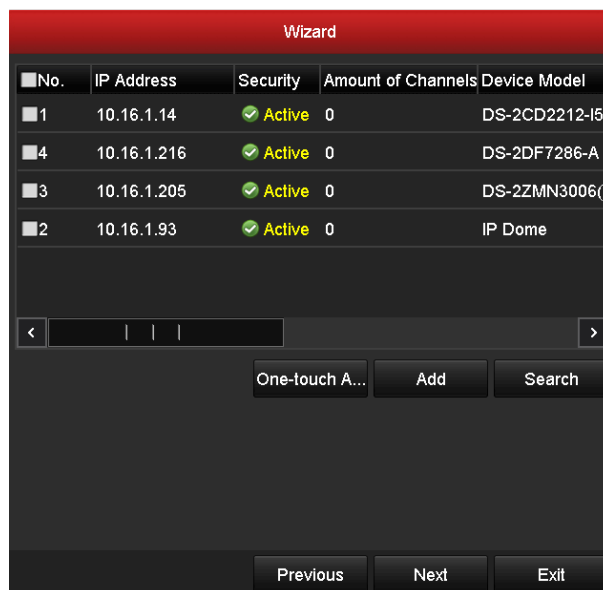 Wizard
No. IP Address Security Amount of Channels Device Model
1 10.16.1.14 Active 0 DS-2CD2212-I5
4 10.16.1.216 Active 0 DS-2DF7286-A
3 10.16.1.205 Active 0 DS-2ZMN3006(
2 10.16.1.93 Active 0 IP Dome
One-touch A... Add Search
Previous Next Exit